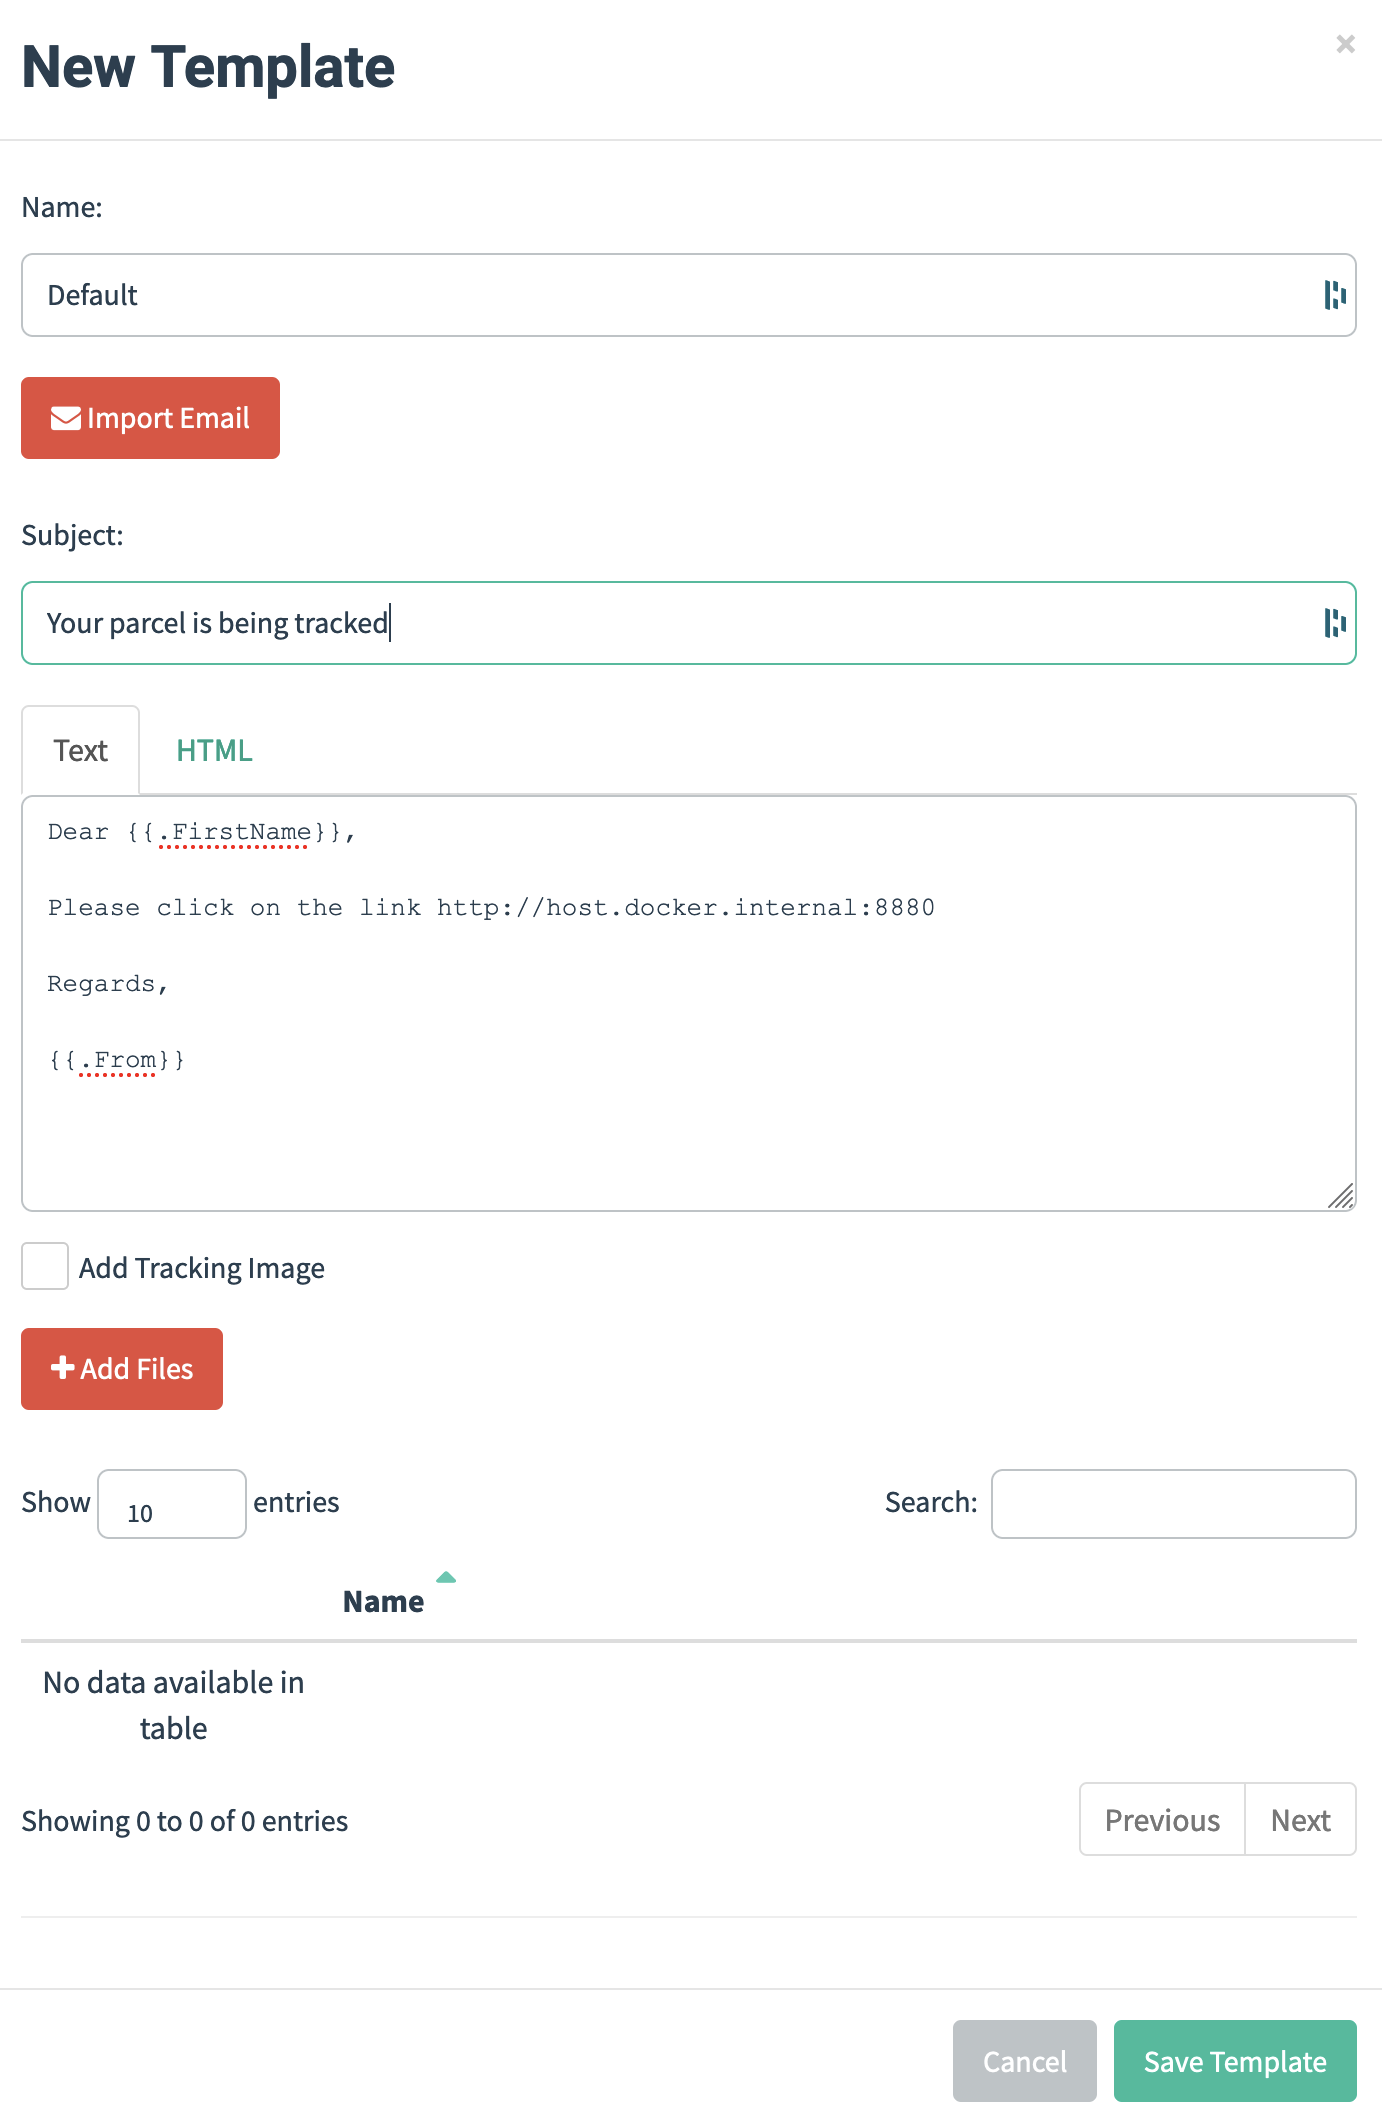 New Template
×
Name:
Default
Import Email
Subject:
Your parcel is being tracked
Text HTML
Dear {{.FirstName}},
Please click on the link http://host.docker.internal:8880
Regards,
{{.From}}
Add Tracking Image
Add Files
Show 10 entries Search:
Name
No data available in
table
Showing 0 to 0 of 0 entries Previous Next
Cancel Save Template